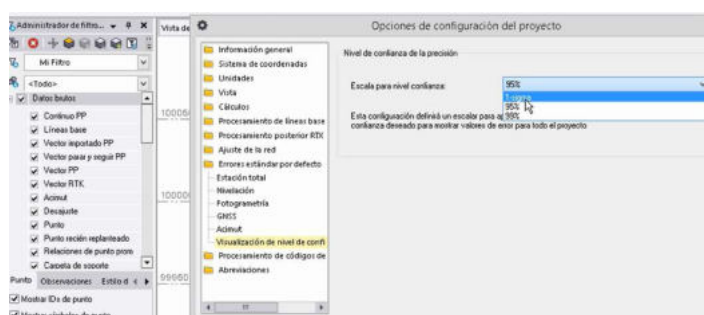 Administrador de filtro...
Mi Filtro
<Todo>
Datos brutos
Continuo PP
Líneas base
Vector importado PP
Vector parar y seguir PP
Vector PP
Vector RTK
Acimut
Desajuste
Punto
Punto recién replanteado
Relaciones de punto prom
Carpeta de soporte
Punto Observaciones Estilo d
Mostrar IDs de punto
Mostrar símbolos de punto
Vista de
10000
Opciones de configuración del proyecto
Información general
Sistema de coordenadas
Unidades
Vista
Cálculos
Procesamiento de líneas base
Procesamiento posterior RTX
Ajuste de la red
Errores estándar por defecto
Estación total
Nivelación
Fotogrametría
GNSS
Acimut
Visualización de nivel de confi
Procesamiento de códigos de
Abreviaciones
Nivel de confianza de la precisión
Escala para nivel confianza:
95%
95%
99%
Esta configuración definirá un escalar para
confianza deseado para mostrar valores de error para todo el proyecto